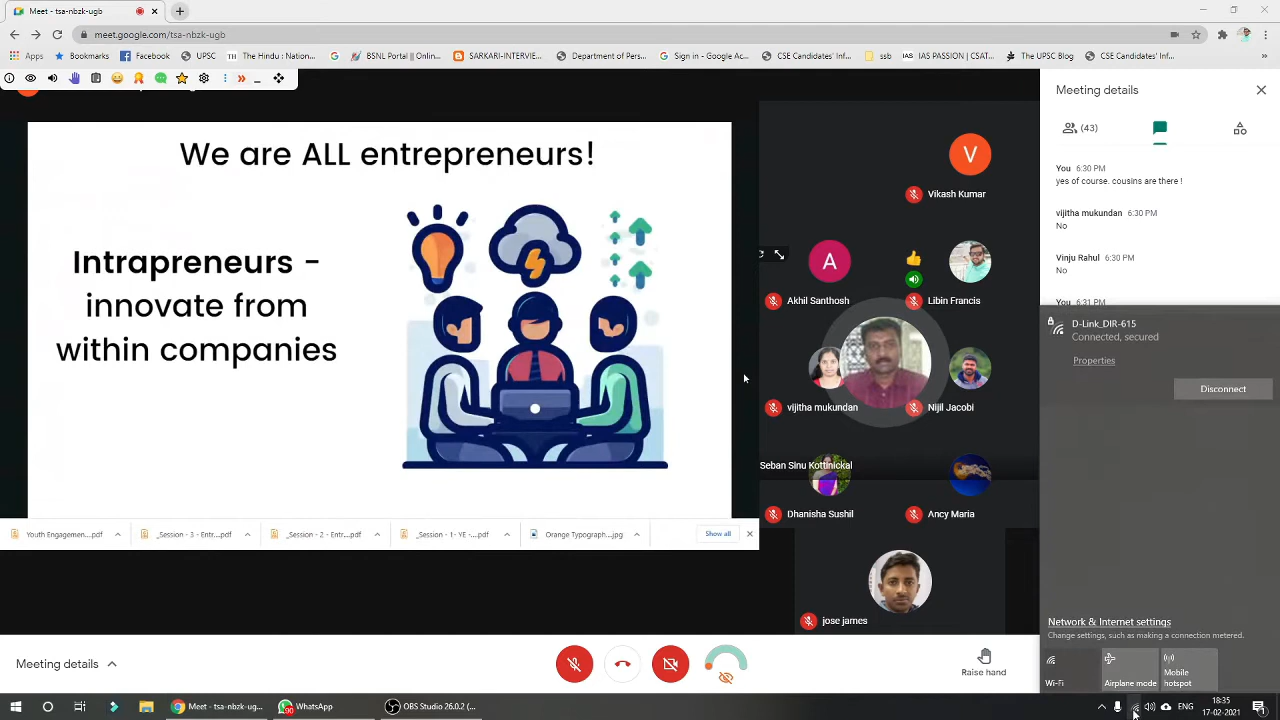 Meet - tsa-nbzk-ugb
meet.google.com/tsa-nbzk-ugb
Apps
Bookmarks
Facebook
UPSC
TH The Hindu : Nation...
BSNL Portal || Onlin...
SARKARI-INTERVIE...
Department of Pers...
Sign in - Google Acc...
CSE Candidates' Inf...
ssb
IAS IAS PASSION | CSAT...
The UPSC Blog
CSE Candidates' Inf...
We are ALL entrepreneurs!
Intrapreneurs -
innovate from
within companies
V
Vikash Kumar
A
Akhil Santhosh
Libin Francis
vijitha mukundan
Nijil Jacobi
Seban Sinu Kottinickal
Dhanisha Sushil
Ancy Maria
jose james
Meeting details
(43)
You 6:30 PM
yes of course. cousins are there !
vijitha mukundan 6:30 PM
No
Vinju Rahul 6:30 PM
No
You 6:31 PM
D-Link_DIR-615
Connected, secured
Properties
Disconnect
Network & Internet settings
Change settings, such as making a connection metered.
Wi-Fi
Airplane mode
Mobile
hotspot
Youth Engagemen....pdf
_Session - 3 - Entr....pdf
_Session - 2 - Entr....pdf
_Session - 1- YE -....pdf
Orange Typograph....jpg
Show all
Meeting details
Raise hand
Meet - tsa-nbzk-ugb...
90
WhatsApp
OBS Studio 26.0.2 (...
ENG
18:35
17-02-2021